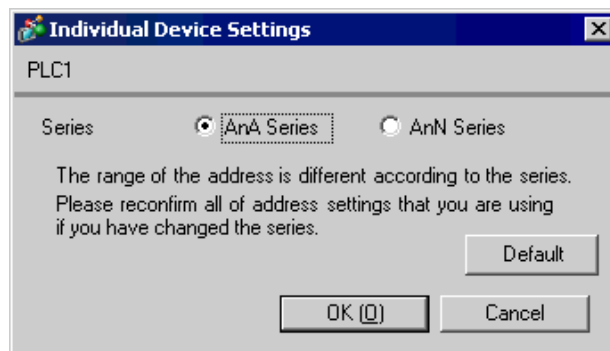 Individual Device Settings
PLC1
Series AnA Series AnN Series
The range of the address is different according to the series.
Please reconfirm all of address settings that you are using
if you have changed the series.
Default
OK (O) Cancel